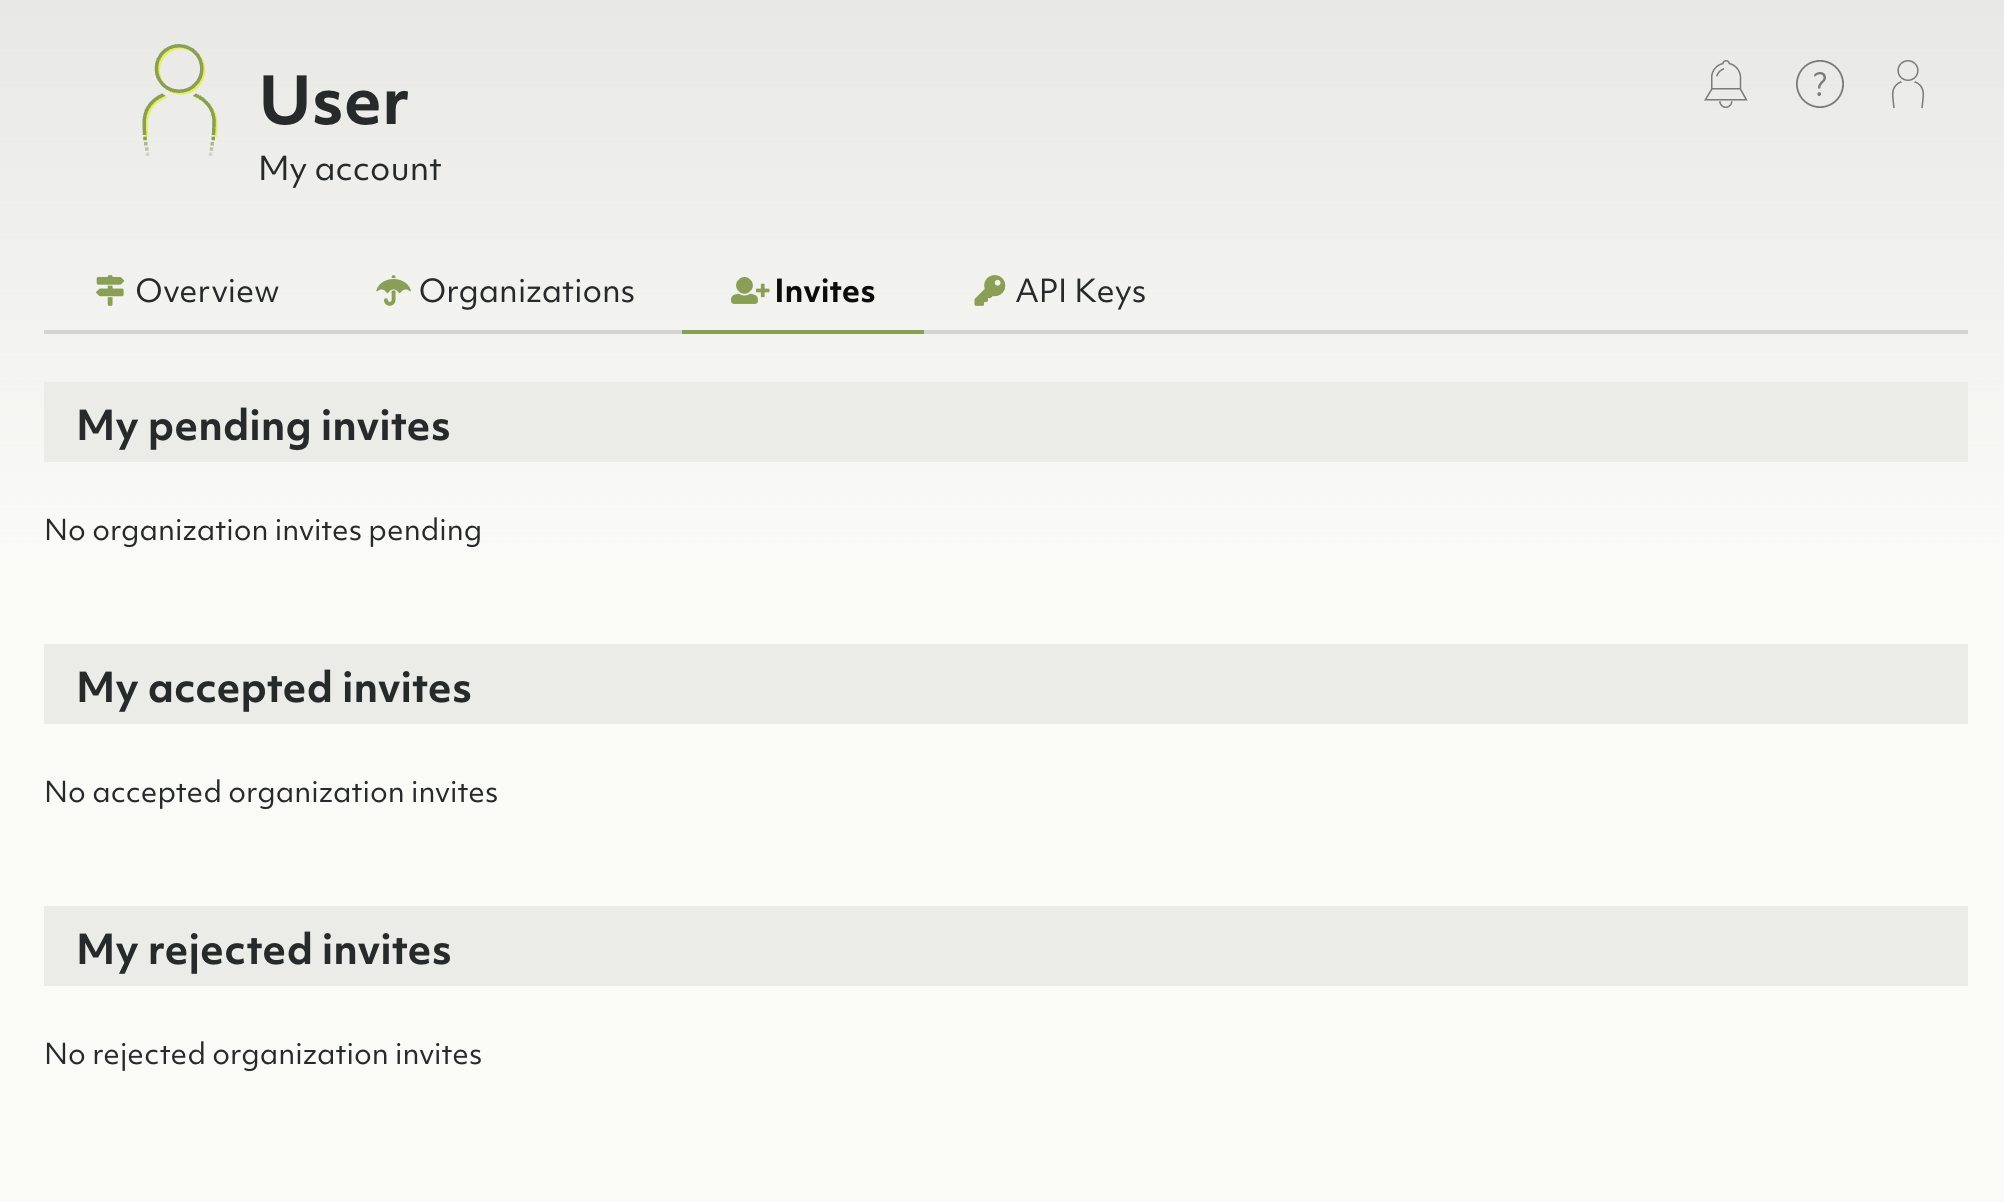 User
My account
Overview Organizations Invites API Keys
My pending invites
No organization invites pending
My accepted invites
No accepted organization invites
My rejected invites
No rejected organization invites